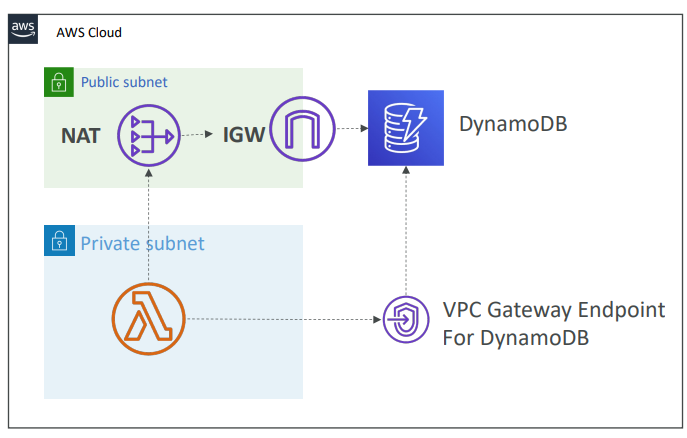 aws
AWS Cloud
Public subnet
NAT
IGW
DynamoDB
Private subnet
VPC Gateway Endpoint
For DynamoDB